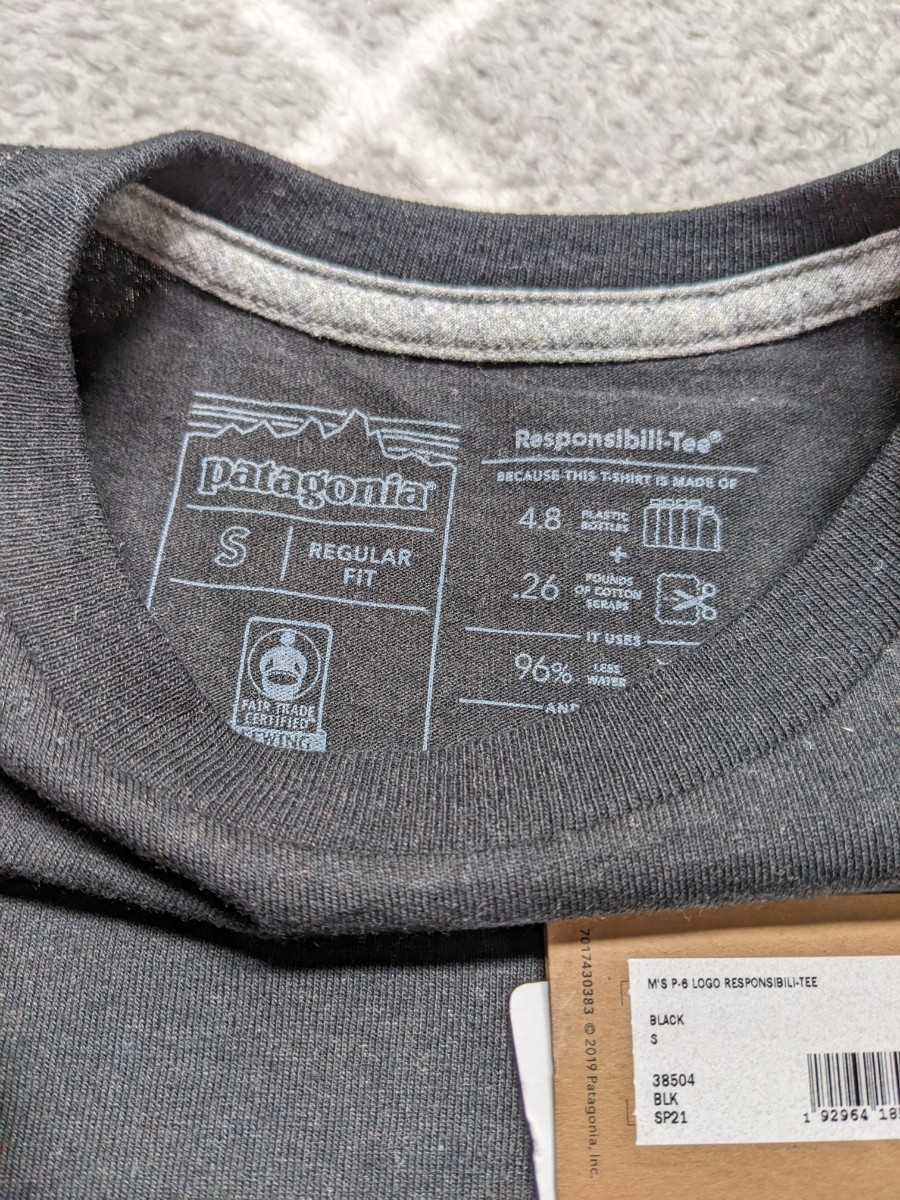 patagonia®
S
REGULAR
FIT
FAIR TRADE
CERTIFIED™
Responsibili-Tee®
BECAUSE THIS T-SHIRT IS MADE OF
4.8 PLASTIC
BOTTLES
+
.26 POUNDS
OF COTTON
SCRAPS
IT USES
96% LESS
WATER
7017430383 © 2019 Patagonia, Inc.
M'S P-6 LOGO RESPONSIBILI-TEE
BLACK
S
38504
BLK
SP21
1 92964